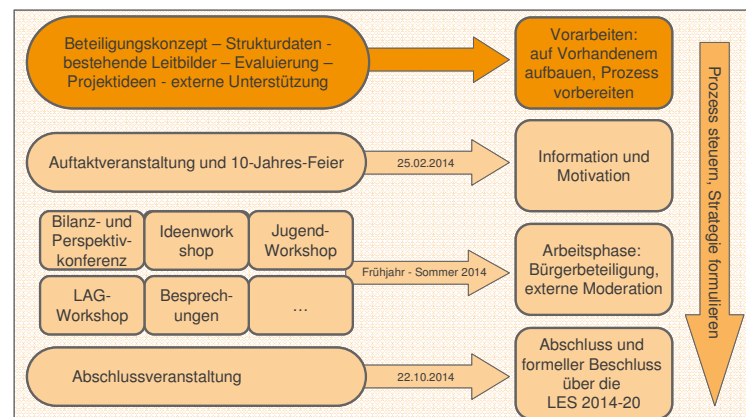 Beteiligungskonzept – Strukturdaten -
bestehende Leitbilder – Evaluierung –
Projektideen - externe Unterstützung
Vorarbeiten:
auf Vorhandenem
aufbauen, Prozess
vorbereiten
Auftaktveranstaltung und 10-Jahres-Feier
25.02.2014
Information und
Motivation
Bilanz- und
Perspektiv-
konferenz
Ideenwork
shop
Jugend-
Workshop
LAG-
Workshop
Besprech-
ungen
…
Frühjahr - Sommer 2014
Arbeitsphase:
Bürgerbeteiligung,
externe Moderation
Abschlussveranstaltung
22.10.2014
Abschluss und
formeller Beschluss
über die
LES 2014-20
Prozess steuern, Strategie formulieren